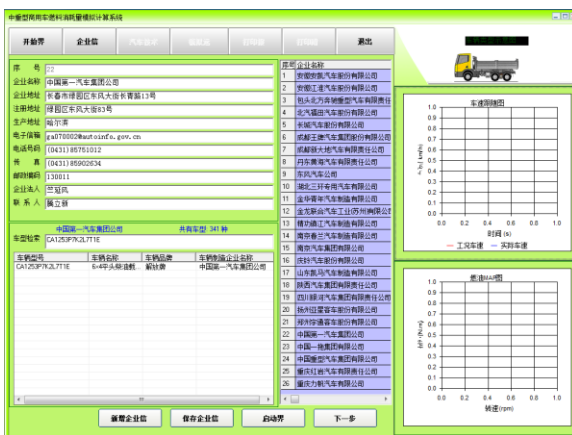 中重型商用车燃料消耗量模拟计算系统
开始界
企业信
退出
序 号 22
企业名称 中国第一汽车集团公司
企业地址 长春市绿园区东风大街长青路13号
注册地址 绿园区东风大街83号
生产地址 哈尔滨
电子信箱 ga070002@autoinfo.gov.cn
电话号码 (0431)85751012
传 真 (0431)85902634
邮政编码 130011
企业法人 竺延风
联 系 人 滕立新
中国第一汽车集团公司 共有车型 341 种
车型检索 CA1253P7K2L7T1E
车辆型号 车辆名称 车辆品牌 车辆制造企业名称
CA1253P7K2L7T1E 6×4平头柴油载... 解放牌 中国第一汽车集团公司
序号 企业名称
1 安徽安凯汽车股份有限公司
2 安徽江淮汽车股份有限公司
3 包头北方奔驰重型汽车有限责任
4 北汽福田汽车股份有限公司
5 长城汽车股份有限公司
6 成都王牌汽车集团股份有限公司
7 成都新大地汽车有限责任公司
8 丹东黄海汽车有限责任公司
9 东风汽车公司
10 湖北三环专用汽车有限公司
11 金华青年汽车制造有限公司
12 金龙联合汽车工业(苏州)有限公
13 精功镇江汽车制造有限公司
14 南京春兰汽车制造有限公司
15 南京汽车集团有限公司
16 庆铃汽车股份有限公司
17 山东凯马汽车制造有限公司
18 陕西汽车集团有限责任公司
19 四川银河汽车集团有限责任公司
20 扬州亚星客车股份有限公司
21 郑州宇通客车股份有限公司
22 中国第一汽车集团公司
23 中国一拖集团有限公司
24 中国重型汽车集团有限公司
25 重庆红岩汽车有限责任公司
26 重庆力帆汽车有限公司
新增企业信
保存企业信
启动界
下一步
车速跟随图
1.0
0.9
0.8
0.7
0.6
0.5
0.4
0.3
0.2
0.1
0.0
0.0 0.2 0.4 0.6 0.8 1.0
时间 (s)
工况车速 实际车速
燃油MAP图
1.0
0.9
0.8
0.7
0.6
0.5
0.4
0.3
0.2
0.1
0.0
0.0 0.2 0.4 0.6 0.8 1.0
转速(rpm)